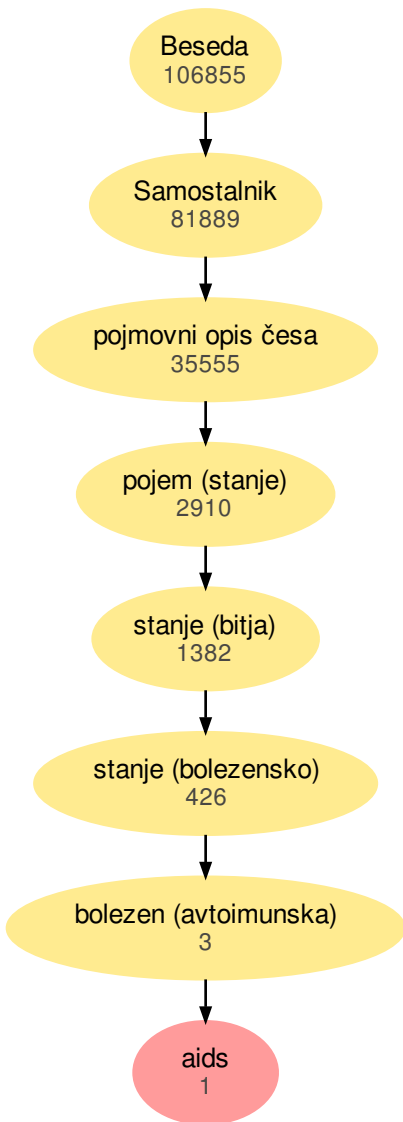 Beseda
106855
Samostalnik
81889
pojmovni opis česa
35555
pojem (stanje)
2910
stanje (bitja)
1382
stanje (bolezensko)
426
bolezen (avtoimunska)
3
aids
1